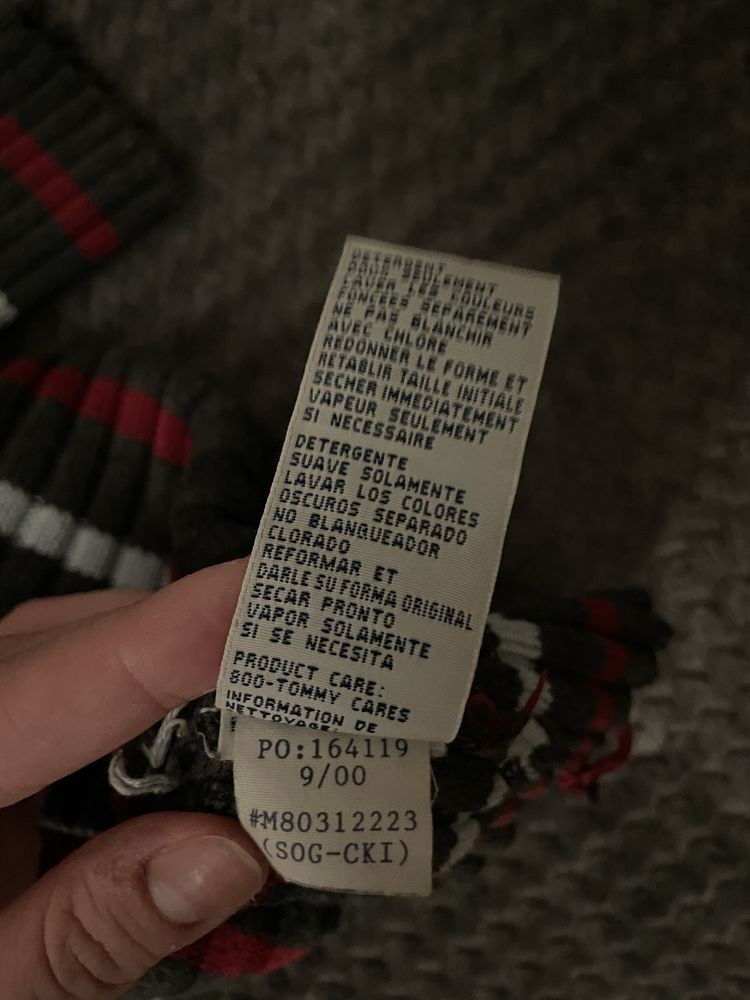 DETERGENT
DOUX SEULEMENT
LAVER LES COULEURS
FONCEES SEPAREMENT
NE PAS BLANCHIR
AVEC CHLORE
REDONNER LE FORME ET
RETABLIR TAILLE INITIALE
SECHER IMMEDIATEMENT
VAPEUR SEULEMENT
SI NECESSAIRE
DETERGENTE
SUAVE SOLAMENTE
LAVAR LOS COLORES
OSCUROS SEPARADO
NO BLANQUEADOR
CLORADO
REFORMAR ET
DARLE SU FORMA ORIGINAL
SECAR PRONTO
VAPOR SOLAMENTE
SI SE NECESITA
PRODUCT CARE:
800-TOMMY CARES
INFORMATION DE
NETTOYAGE:
PO:164119
9/00
#M80312223
(SOG-CKI)